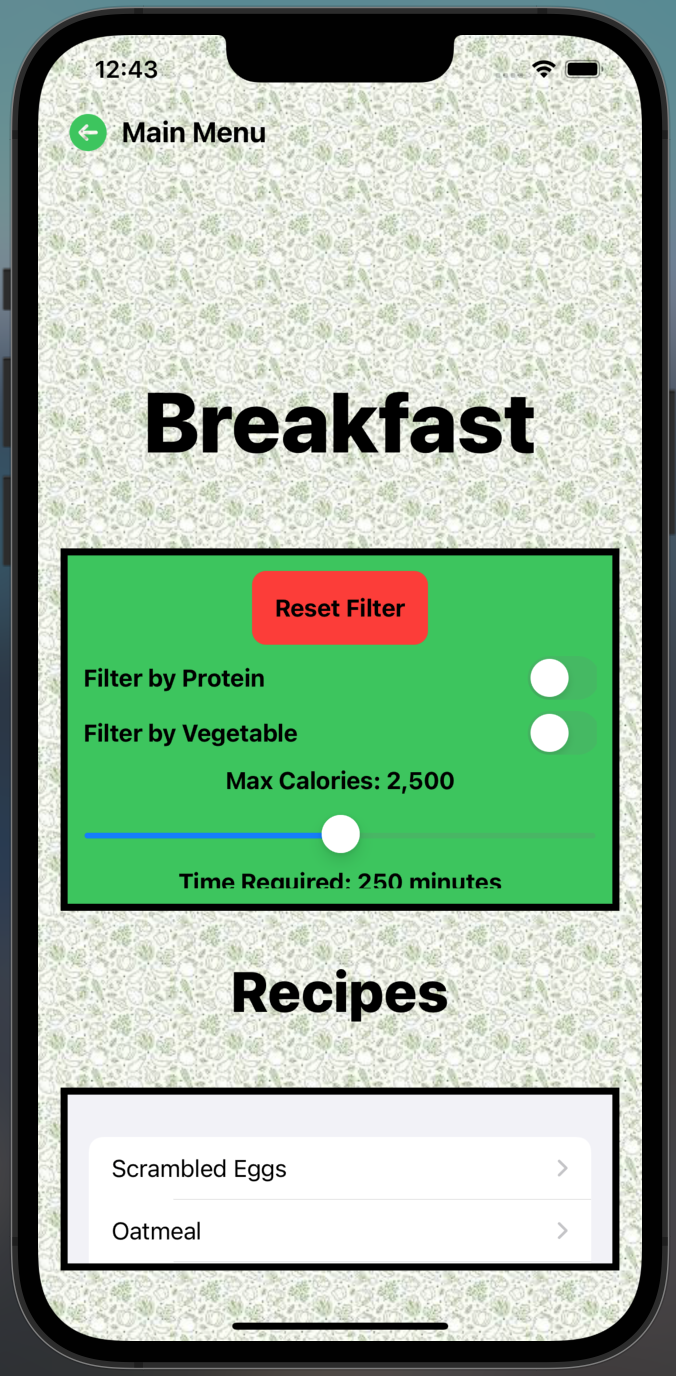 12:43
Main Menu
Breakfast
Reset Filter
Filter by Protein
Filter by Vegetable
Max Calories: 2,500
Time Required: 250 minutes
Recipes
Scrambled Eggs
Oatmeal